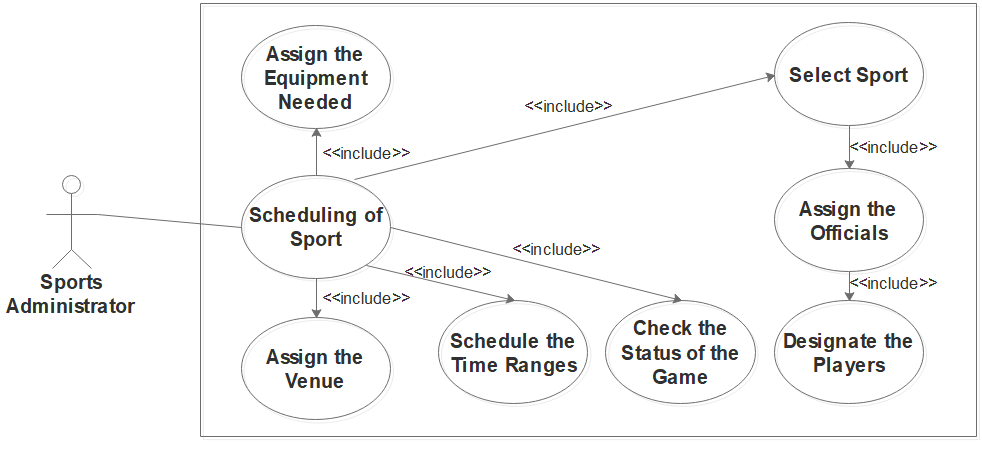 Assign the
Equipment
Needed
Select Sport
<<include>>
<<include>>
<<include>>
Scheduling of
Sport
Assign the
Officials
<<include>>
<<include>>
<<include>>
<<include>>
Sports
Administrator
Assign the
Venue
Schedule the
Time Ranges
Check the
Status of the
Game
Designate the
Players